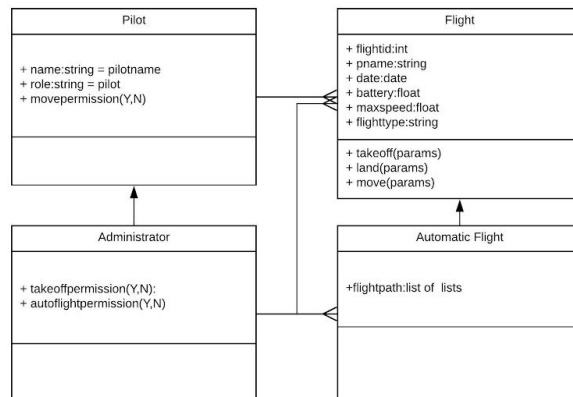 Pilot
+ name:string = pilotname
+ role:string = pilot
+ movepermission(Y,N)
Flight
+ flightid:int
+ pname:string
+ date:date
+ battery:float
+ maxspeed:float
+ flighttype:string
+ takeoff(params)
+ land(params)
+ move(params)
Administrator
+ takeoffpermission(Y,N):
+ autoflightpermission(Y,N)
Automatic Flight
+flightpath:list of lists